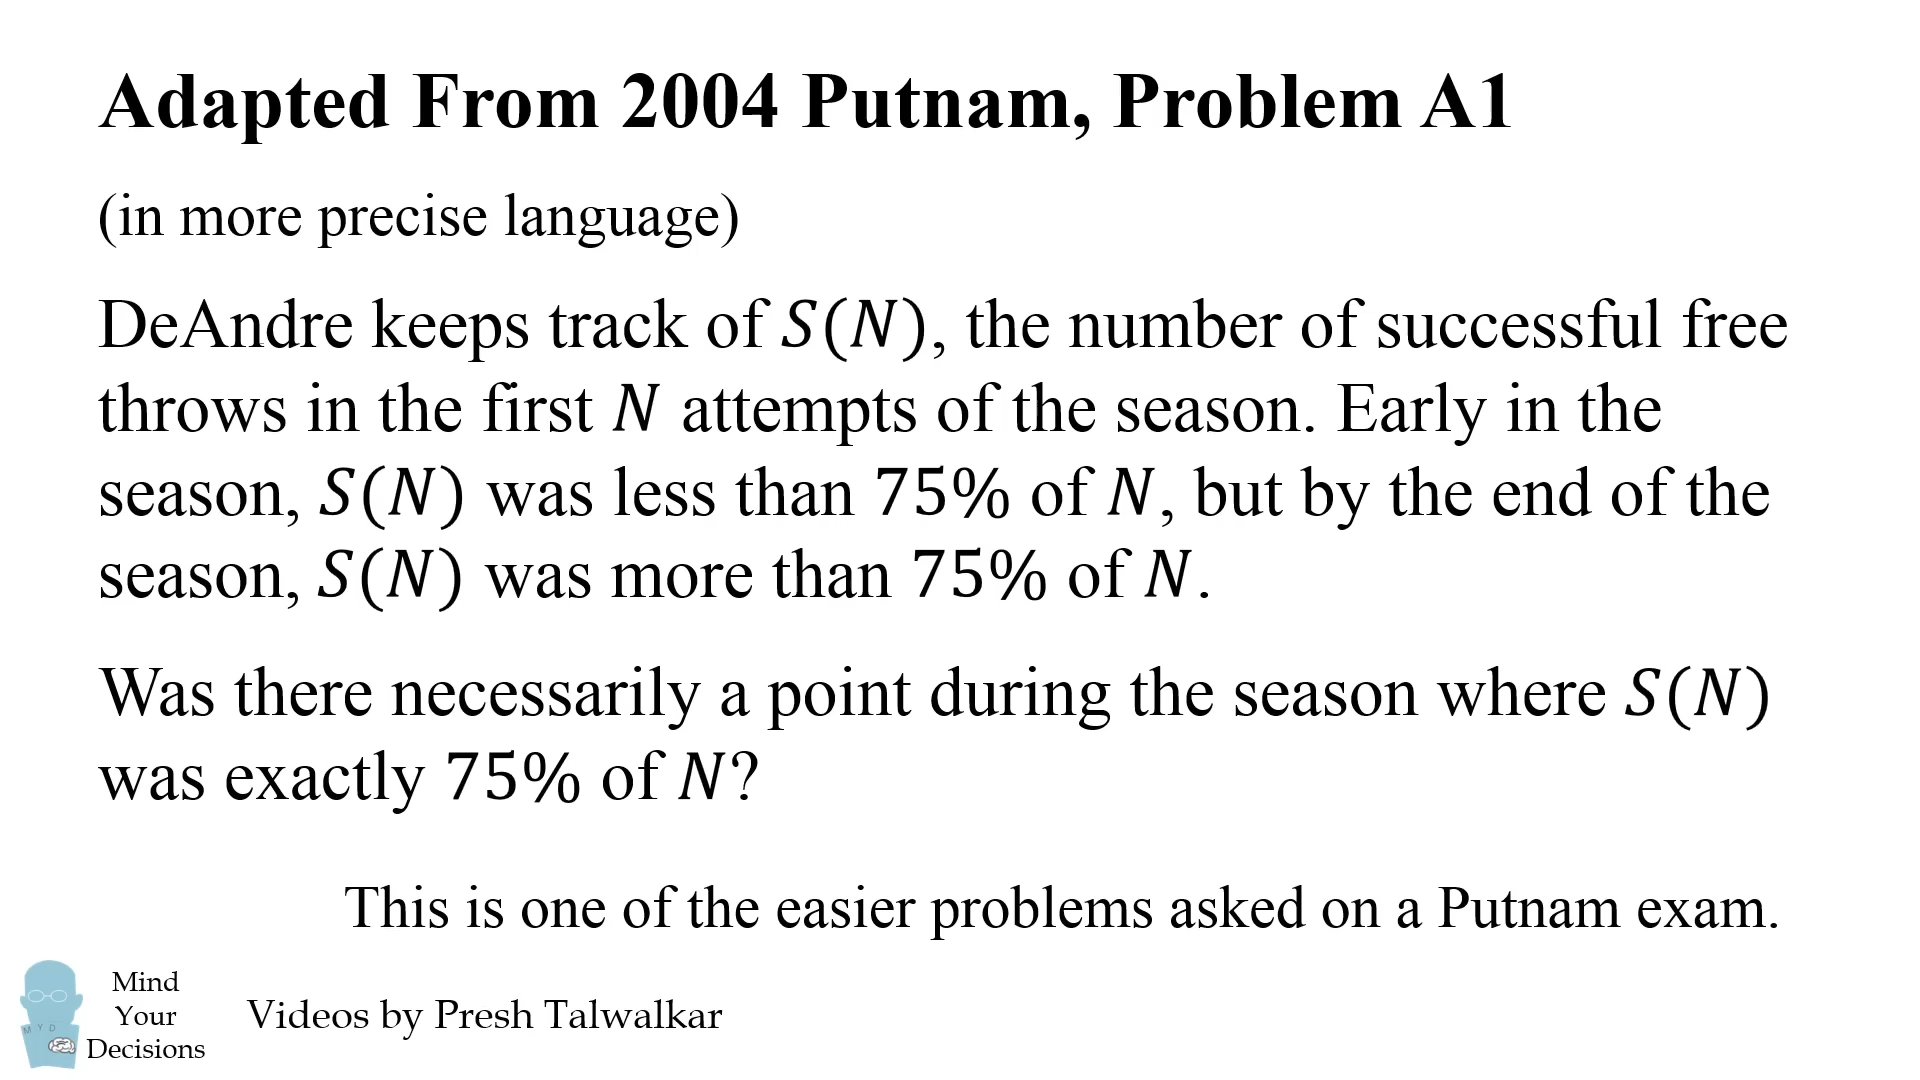 Adapted From 2004 Putnam, Problem A1
(in more precise language)
DeAndre keeps track of S(N), the number of successful free
throws in the first N attempts of the season. Early in the
season, S(N) was less than 75% of N, but by the end of the
season, S(N) was more than 75% of N.
Was there necessarily a point during the season where S(N)
was exactly 75% of N?
This is one of the easier problems asked on a Putnam exam.
M Y D
Mind
Your
Decisions
Videos by Presh Talwalkar